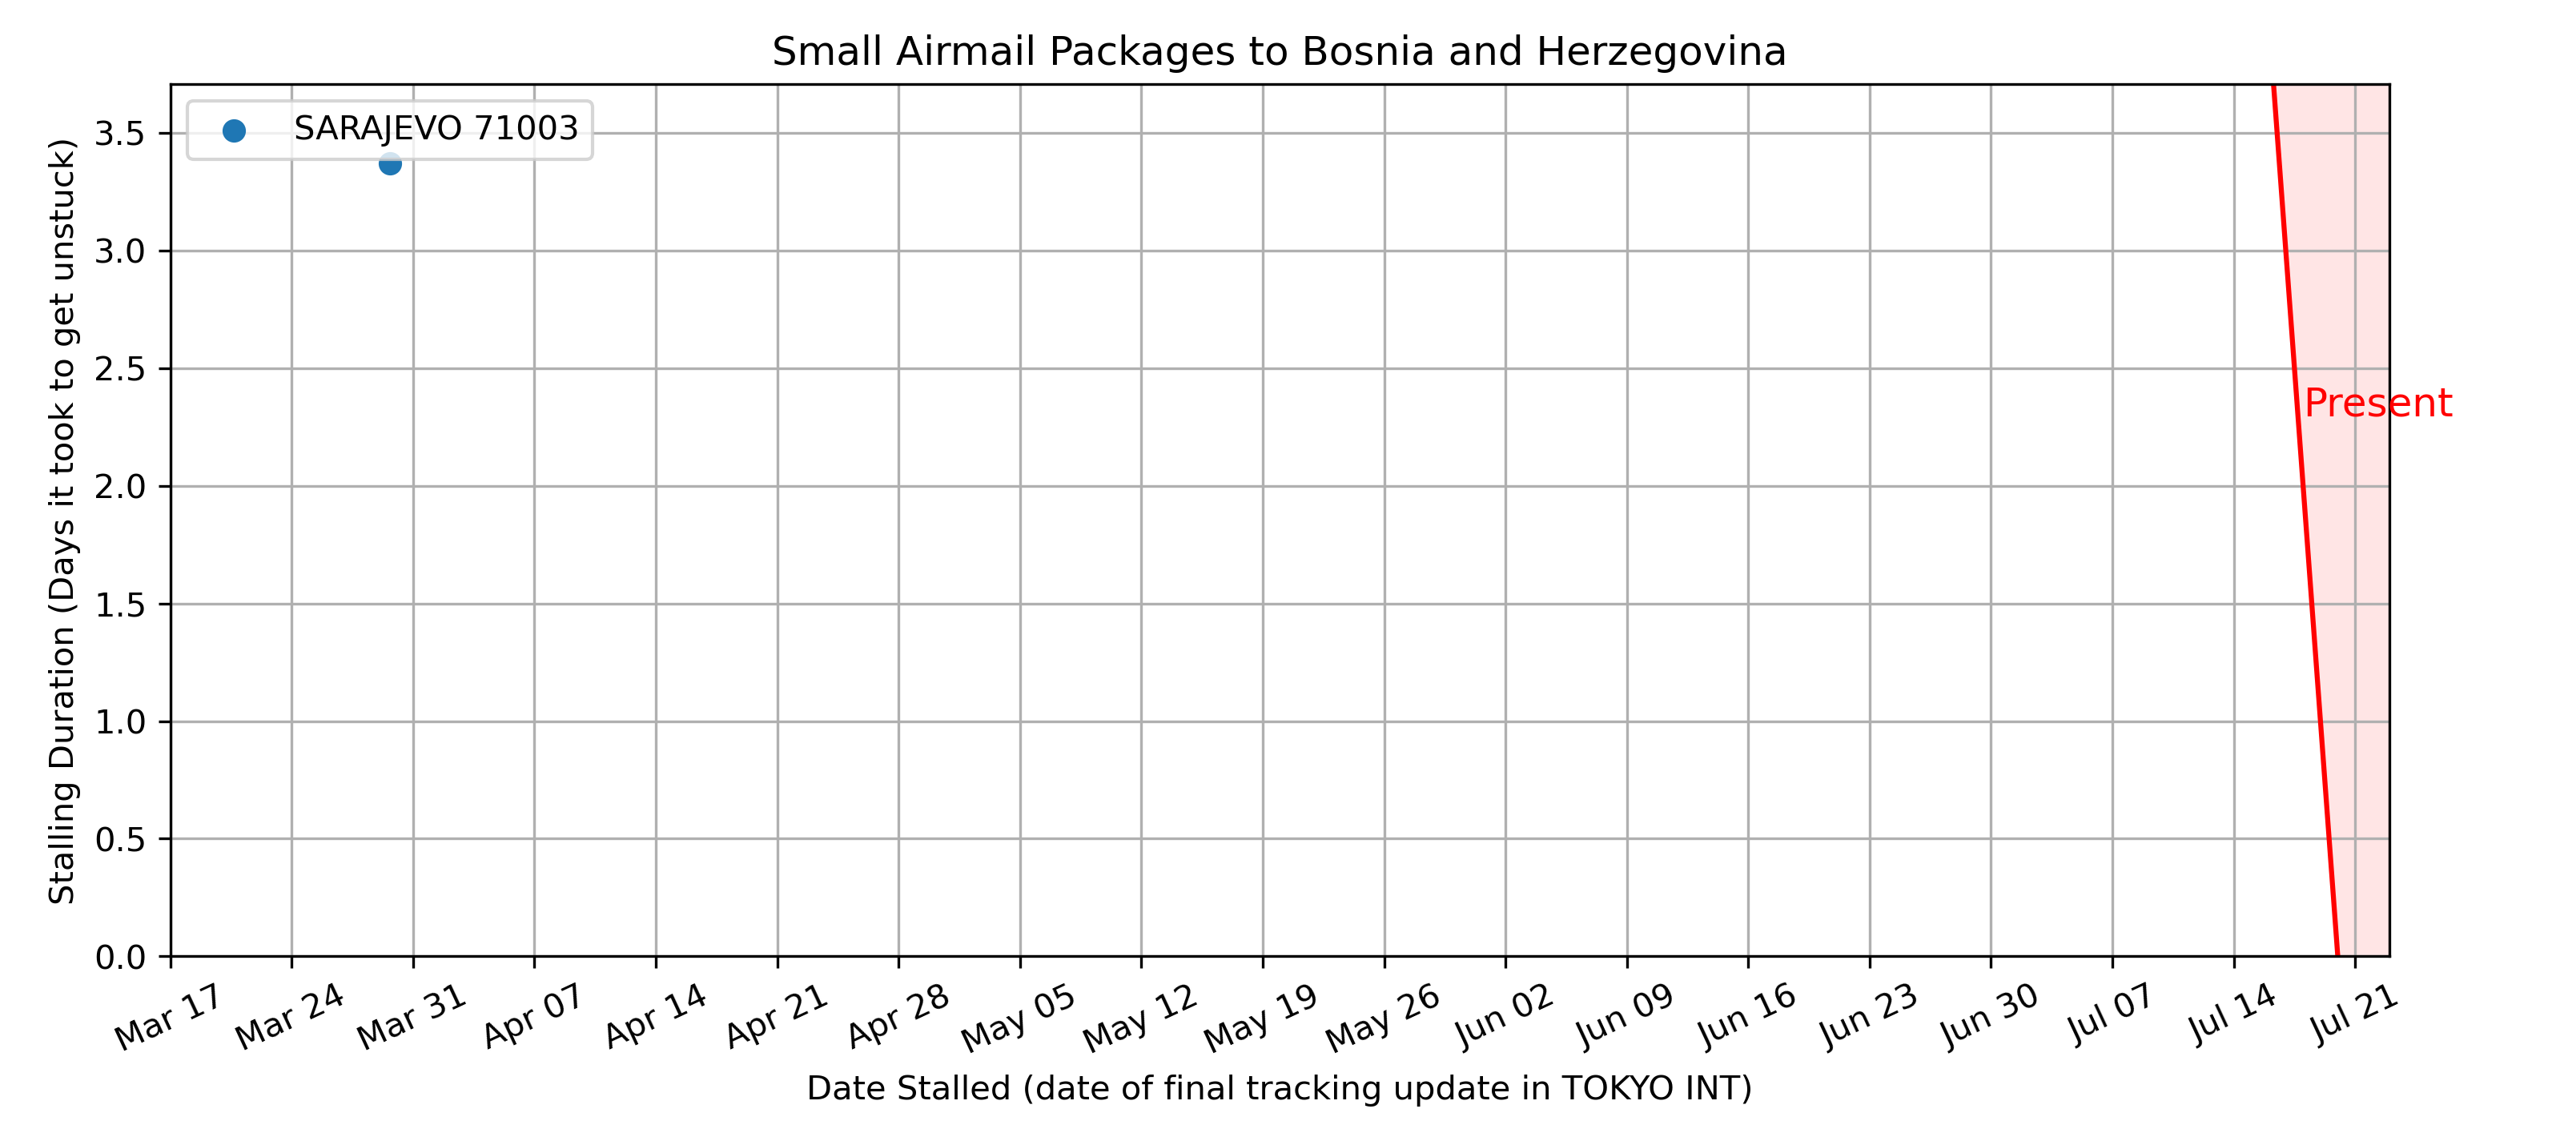 Small Airmail Packages to Bosnia and Herzegovina
SARAJEVO 71003
Stalling Duration (Days it took to get unstuck)
3.5
3.0
2.5
2.0
1.5
1.0
0.5
0.0
Present
Mar 17 Mar 24 Mar 31 Apr 07 Apr 14 Apr 21 Apr 28 May 05 May 12 May 19 May 26 Jun 02 Jun 09 Jun 16 Jun 23 Jun 30 Jul 07 Jul 14 Jul 21
Date Stalled (date of final tracking update in TOKYO INT)